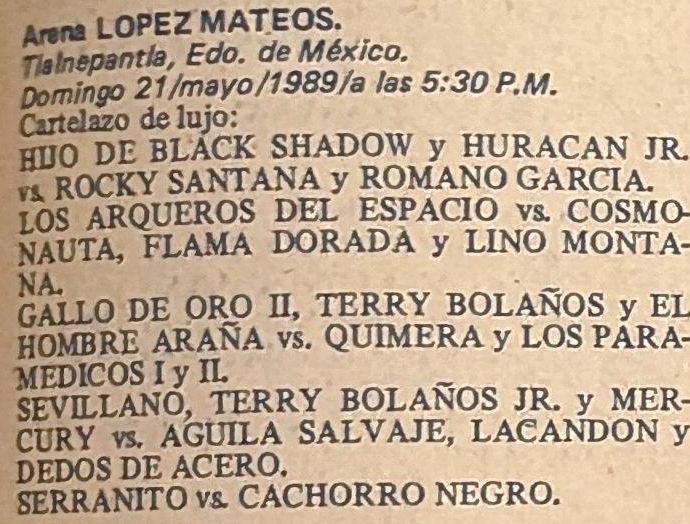 Arena LOPEZ MATEOS.
Tlalnepantla, Edo. de México.
Domingo 21/mayo/1989/a las 5:30 P.M.
Cartelazo de lujo:
HIJO DE BLACK SHADOW y HURACAN JR.
vs. ROCKY SANTANA y ROMANO GARCIA.
LOS ARQUEROS DEL ESPACIO vs. COSMO-
NAUTA, FLAMA DORADA y LINO MONTA-
NA.
GALLO DE ORO II, TERRY BOLAÑOS y EL
HOMBRE ARAÑA vs. QUIMERA y LOS PARA-
MEDICOS I y II.
SEVILLANO, TERRY BOLAÑOS JR. y MER-
CURY vs. AGUILA SALVAJE, LACANDON y
DEDOS DE ACERO.
SERRANITO vs. CACHORRO NEGRO.